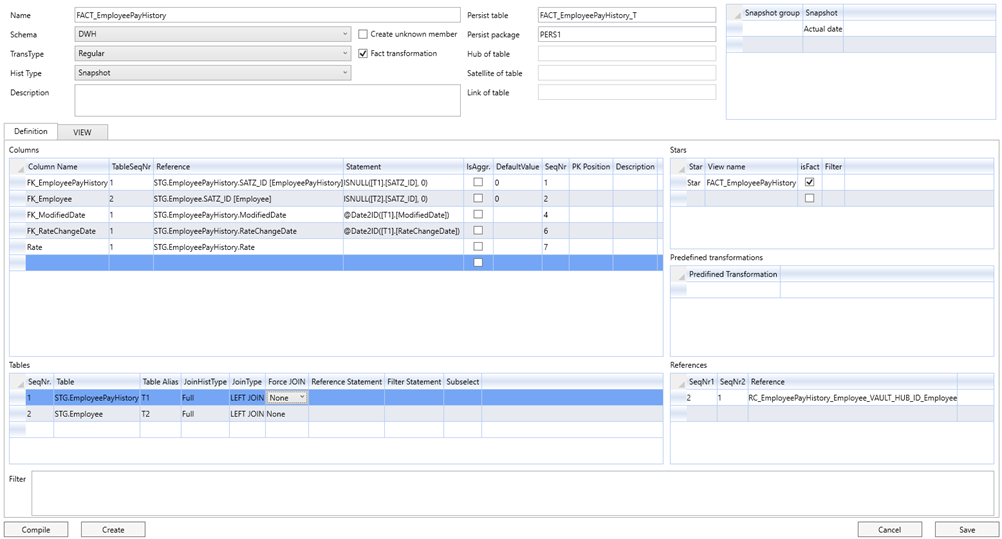 Name FACT_EmployeePayHistory Persist table FACT_EmployeePayHistory_T Snapshot group Snapshot
Schema DWH Create unknown member Persist package PERS1 Actual date
TransType Regular Fact transformation Hub of table
Hist Type Snapshot Satellite of table
Description Link of table
Definition VIEW
Columns Stars
Column Name TableSeqNr Reference Statement IsAggr. DefaultValue SeqNr PK Position Description Star View name isFact Filter
FK_EmployeePayHistory 1 STG.EmployeePayHistory.SATZ_ID [EmployeePayHistory] ISNULL([T1].[SATZ_ID], 0) 0 1 Star FACT_EmployeePayHistory
FK_Employee 2 STG.Employee.SATZ_ID [Employee] ISNULL([T2].[SATZ_ID], 0) 0 2
FK_ModifiedDate 1 STG.EmployeePayHistory.ModifiedDate @Date2ID([T1].[ModifiedDate]) 4
FK_RateChangeDate 1 STG.EmployeePayHistory.RateChangeDate @Date2ID([T1].[RateChangeDate]) 6
Rate 1 STG.EmployeePayHistory.Rate 7
Predefined transformations
Predifined Transformation
Tables References
SeqNr. Table Table Alias JoinHistType JoinType Force JOIN Reference Statement Filter Statement Subselect SeqNr1 SeqNr2 Reference
1 STG.EmployeePayHistory T1 Full LEFT JOIN None 2 1 RC_EmployeePayHistory_Employee_VAULT_HUB_ID_Employee
2 STG.Employee T2 Full LEFT JOIN None
Filter
Compile Create Cancel Save